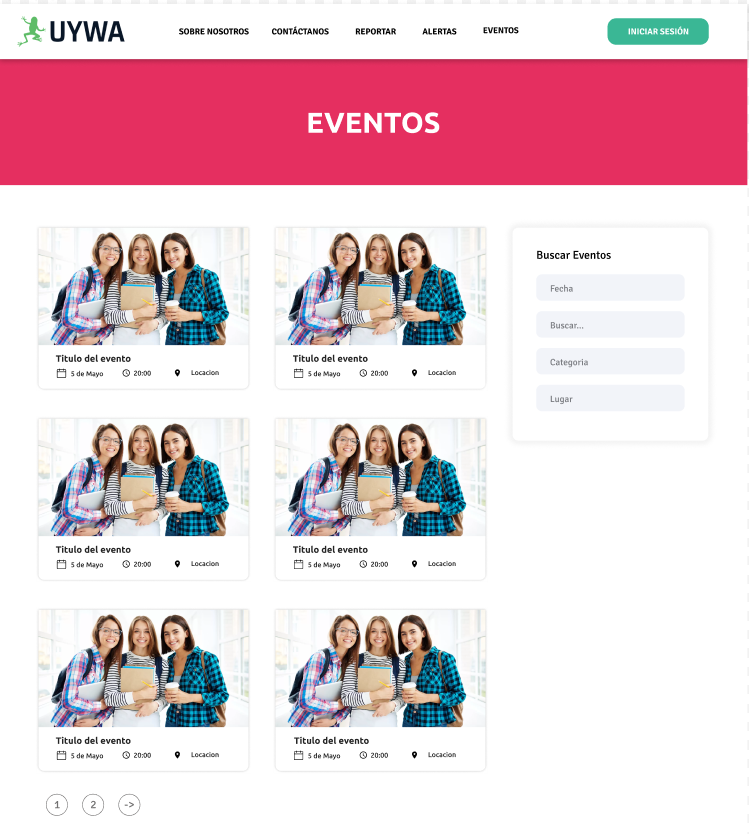 UYWA
SOBRE NOSOTROS CONTÁCTANOS REPORTAR ALERTAS EVENTOS
INICIAR SESIÓN
EVENTOS
Titulo del evento
5 de Mayo 20:00 Locacion
Titulo del evento
5 de Mayo 20:00 Locacion
Buscar Eventos
Fecha
Buscar...
Categoria
Lugar
Titulo del evento
5 de Mayo 20:00 Locacion
Titulo del evento
5 de Mayo 20:00 Locacion
Titulo del evento
5 de Mayo 20:00 Locacion
Titulo del evento
5 de Mayo 20:00 Locacion
1 2 ->